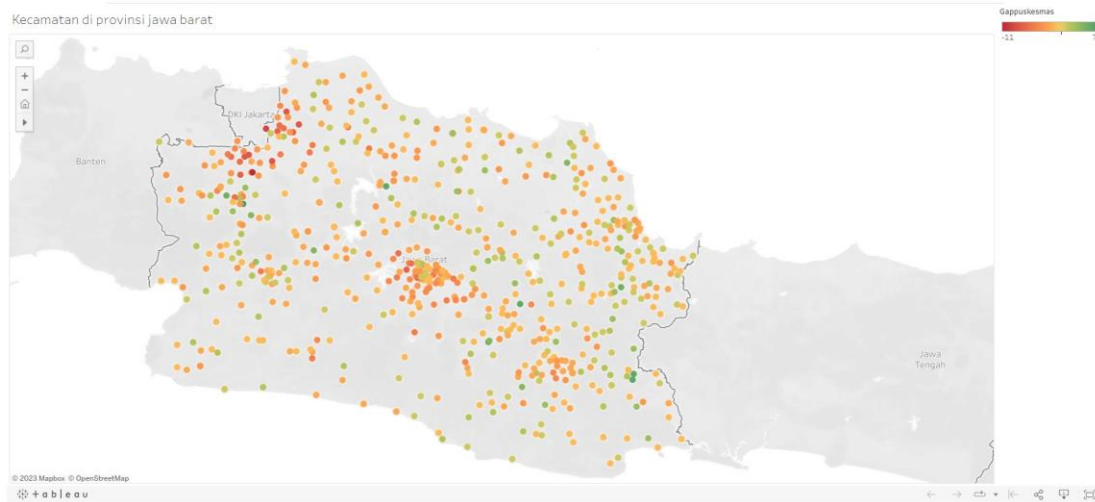 Kecamatan di provinsi jawa barat
Gappuskesmas
-11
DKI Jakarta
Banten
Jawa Barat
Jawa
Tengah
© 2023 Mapbox © OpenStreetMap
+ a b l e a u